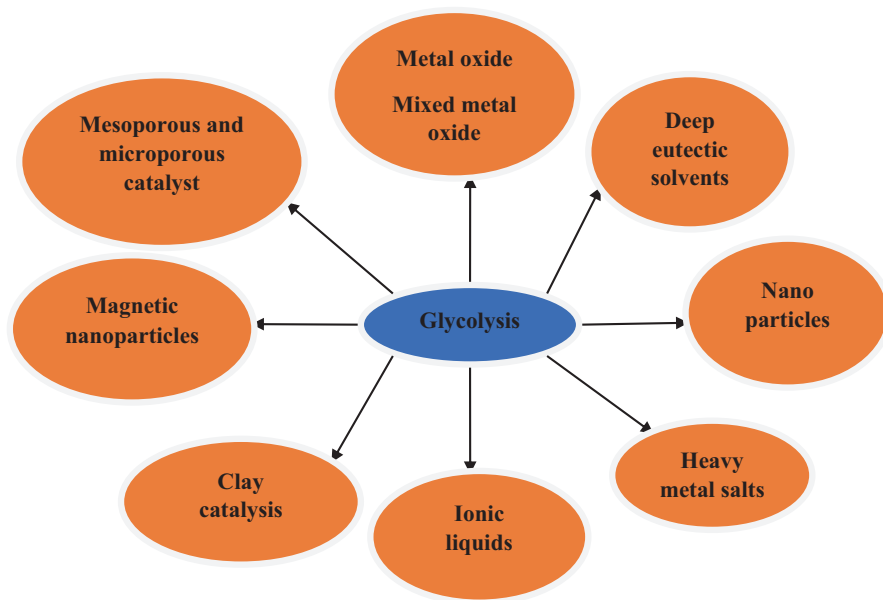 Metal oxide
Mixed metal
oxide
Mesoporous and
microporous
catalyst
Deep
eutectic
solvents
Magnetic
nanoparticles
Glycolysis
Nano
particles
Clay
catalysis
Ionic
liquids
Heavy
metal salts